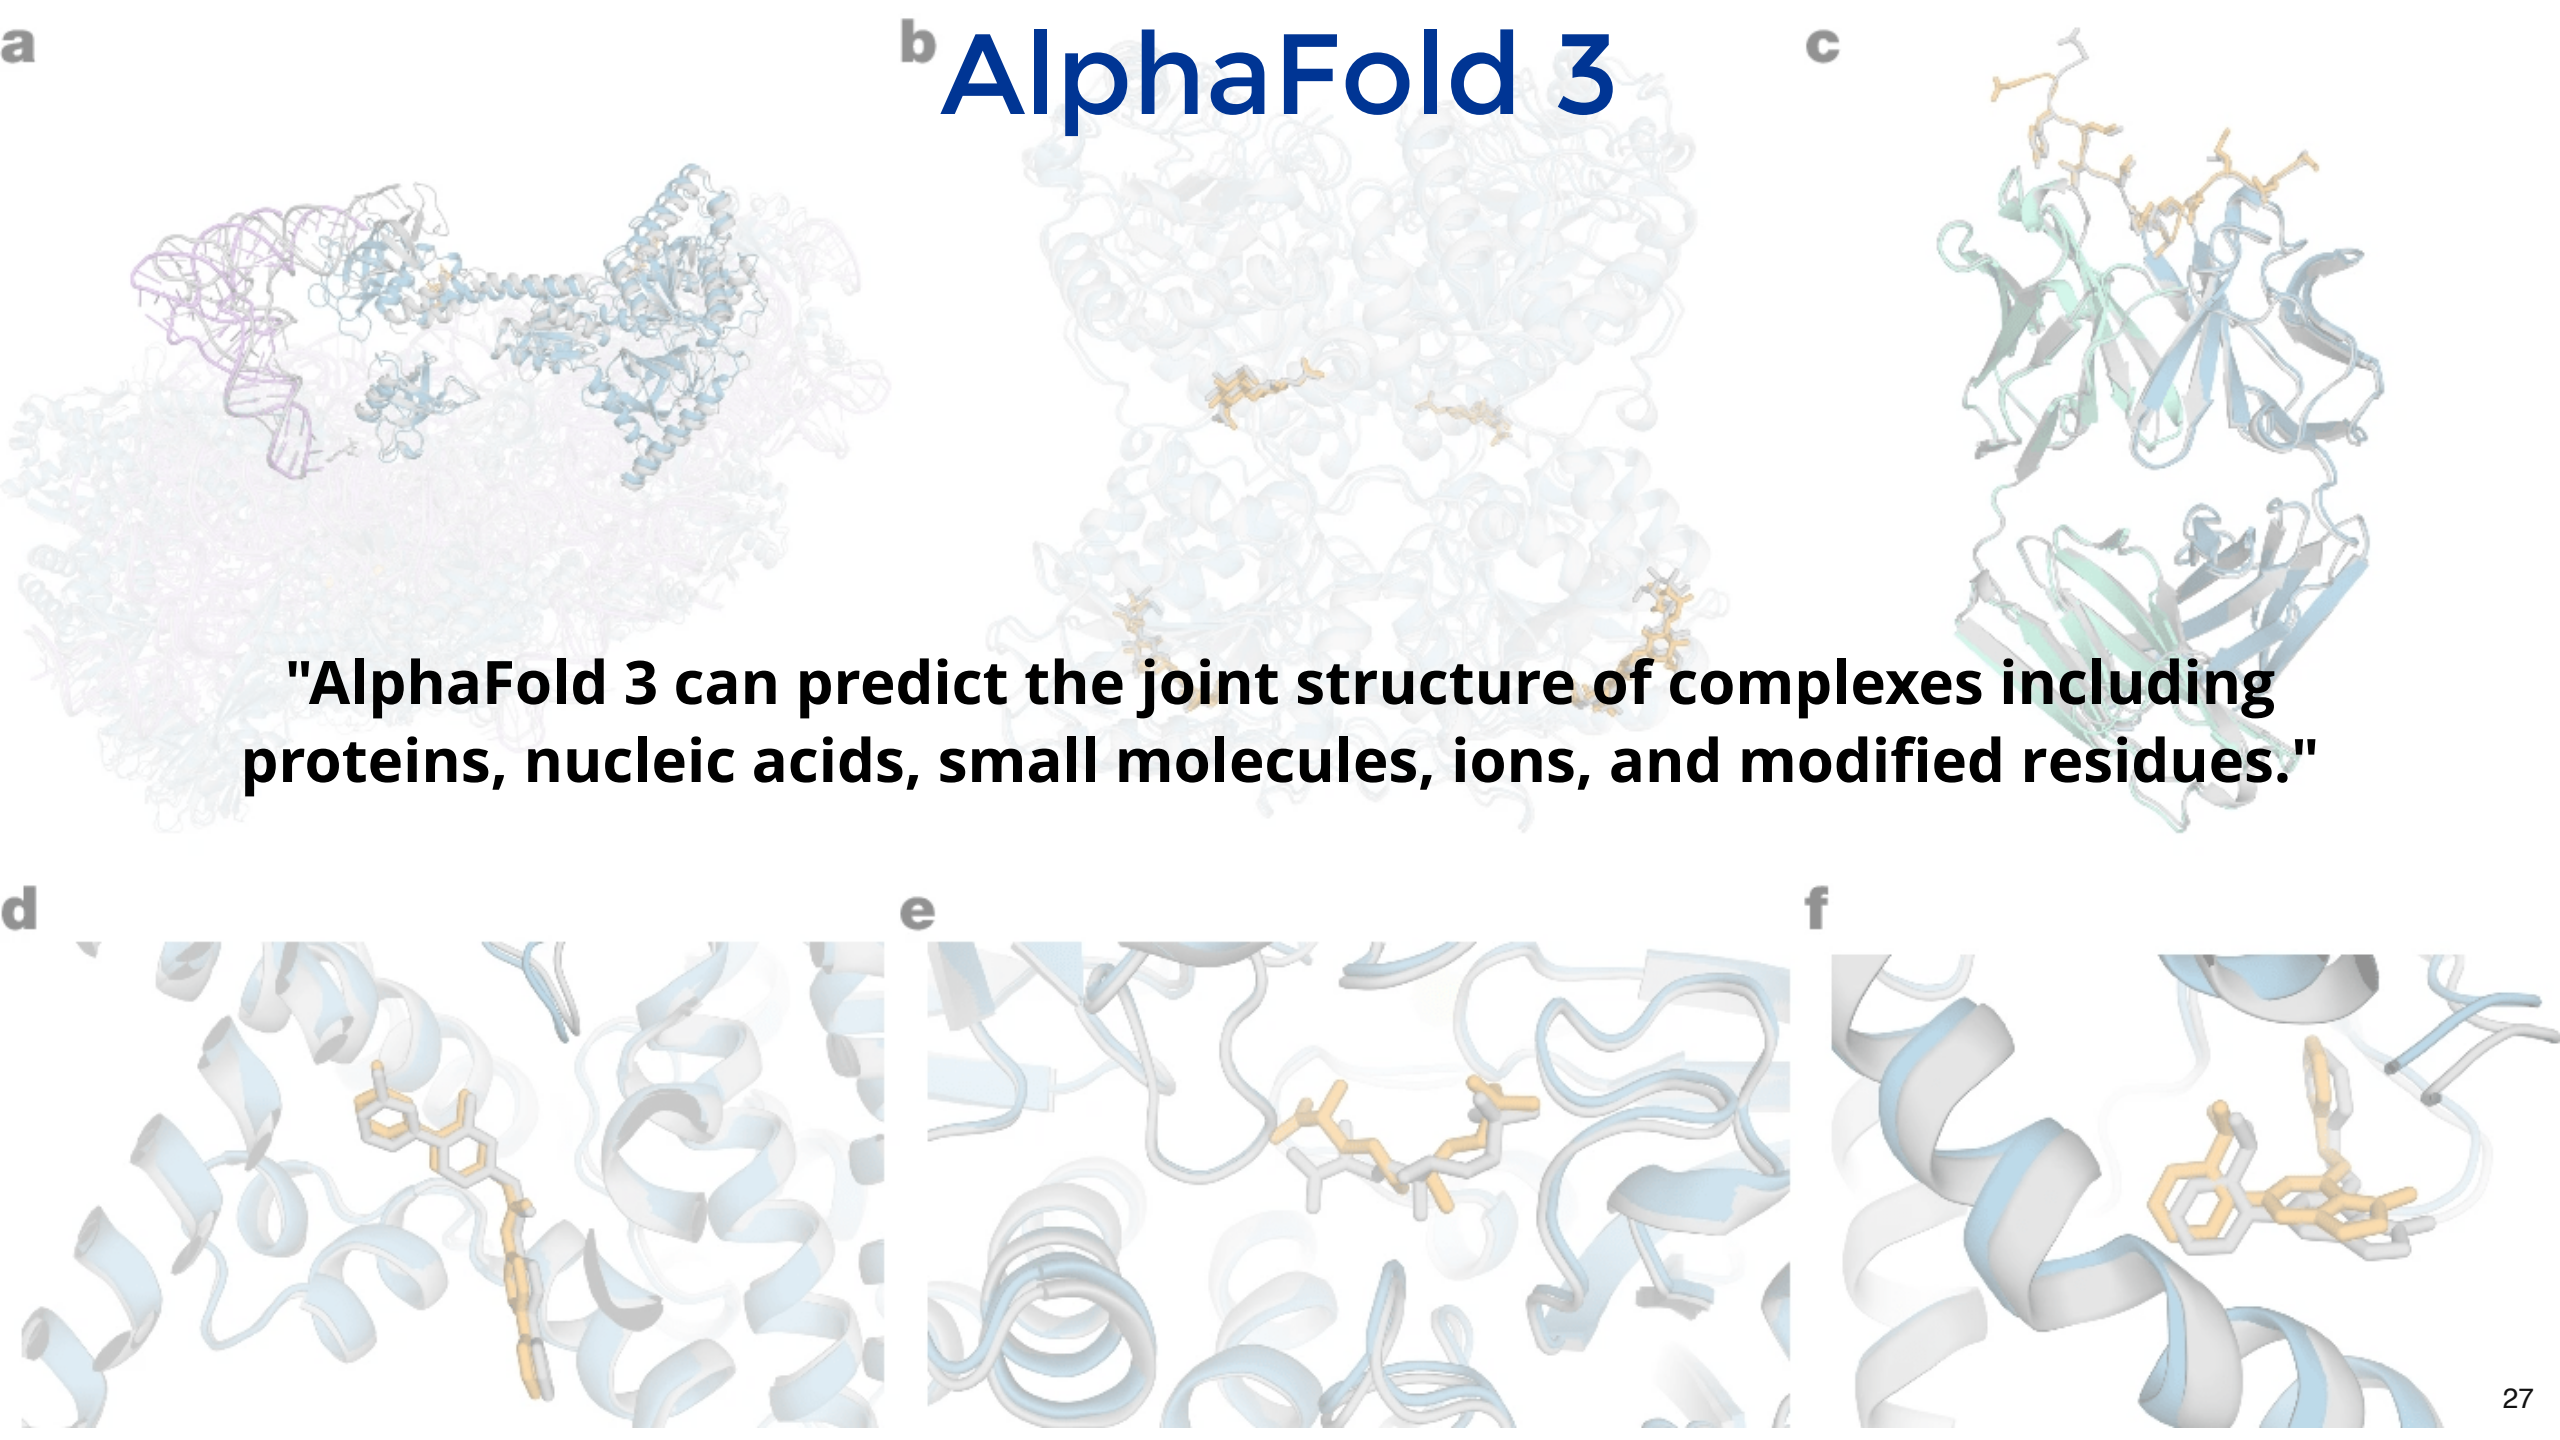 a
b
AlphaFold 3
c
"AlphaFold 3 can predict the joint structure of complexes including
proteins, nucleic acids, small molecules, ions, and modified residues."
d
e
f
27